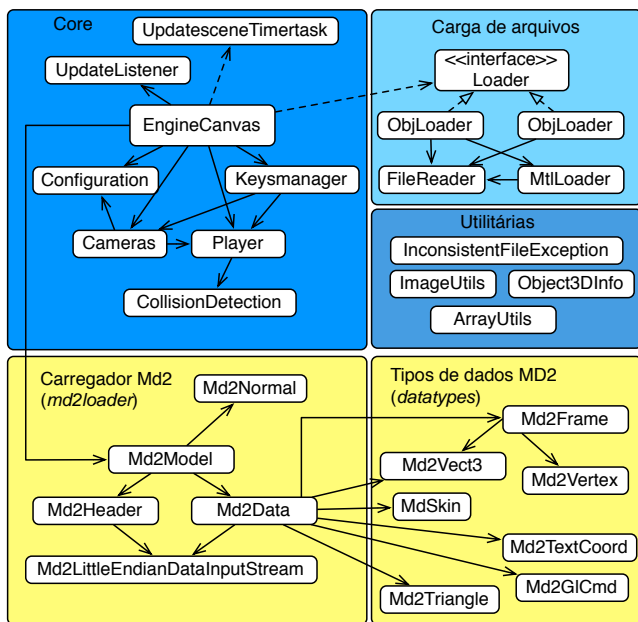 Core
UpdatesceneTimertask
UpdateListener
EngineCanvas
Configuration
Keysmanager
Cameras
Player
CollisionDetection
Carga de arquivos
<<interface>>
Loader
ObjLoader
ObjLoader
FileReader
MtlLoader
Utilitárias
InconsistentFileException
ImageUtils
Object3DInfo
ArrayUtils
Carregador Md2
(md2loader)
Md2Normal
Md2Model
Md2Header
Md2Data
Md2LittleEndianDataInputStream
Tipos de dados MD2
(datatypes)
Md2Frame
Md2Vect3
Md2Vertex
MdSkin
Md2TextCoord
Md2GlCmd
Md2Triangle